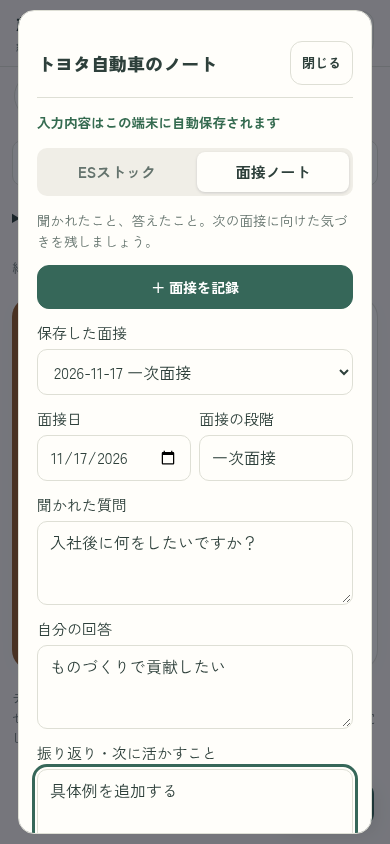 トヨタ自動車のノート
閉じる
入力内容はこの端末に自動保存されます
ESストック
面接ノート
聞かれたこと、答えたこと。次の面接に向けた気づ
きを残しましょう。
＋ 面接を記録
保存した面接
2026-11-17 一次面接
面接日
面接の段階
11/17/2026
一次面接
聞かれた質問
入社後に何をしたいですか？
自分の回答
ものづくりで貢献したい
振り返り・次に活かすこと
具体例を追加する